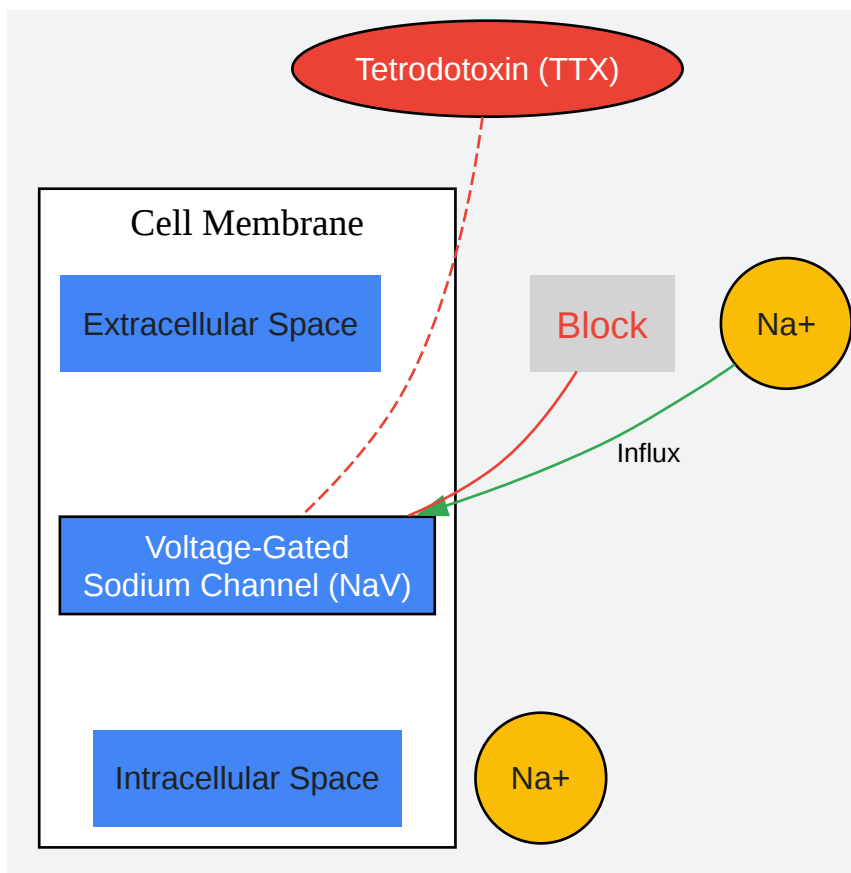 Tetrodotoxin (TTX)
Cell Membrane
Extracellular Space
Block
Na+
Influx
Voltage-Gated
Sodium Channel (NaV)
Intracellular Space
Na+